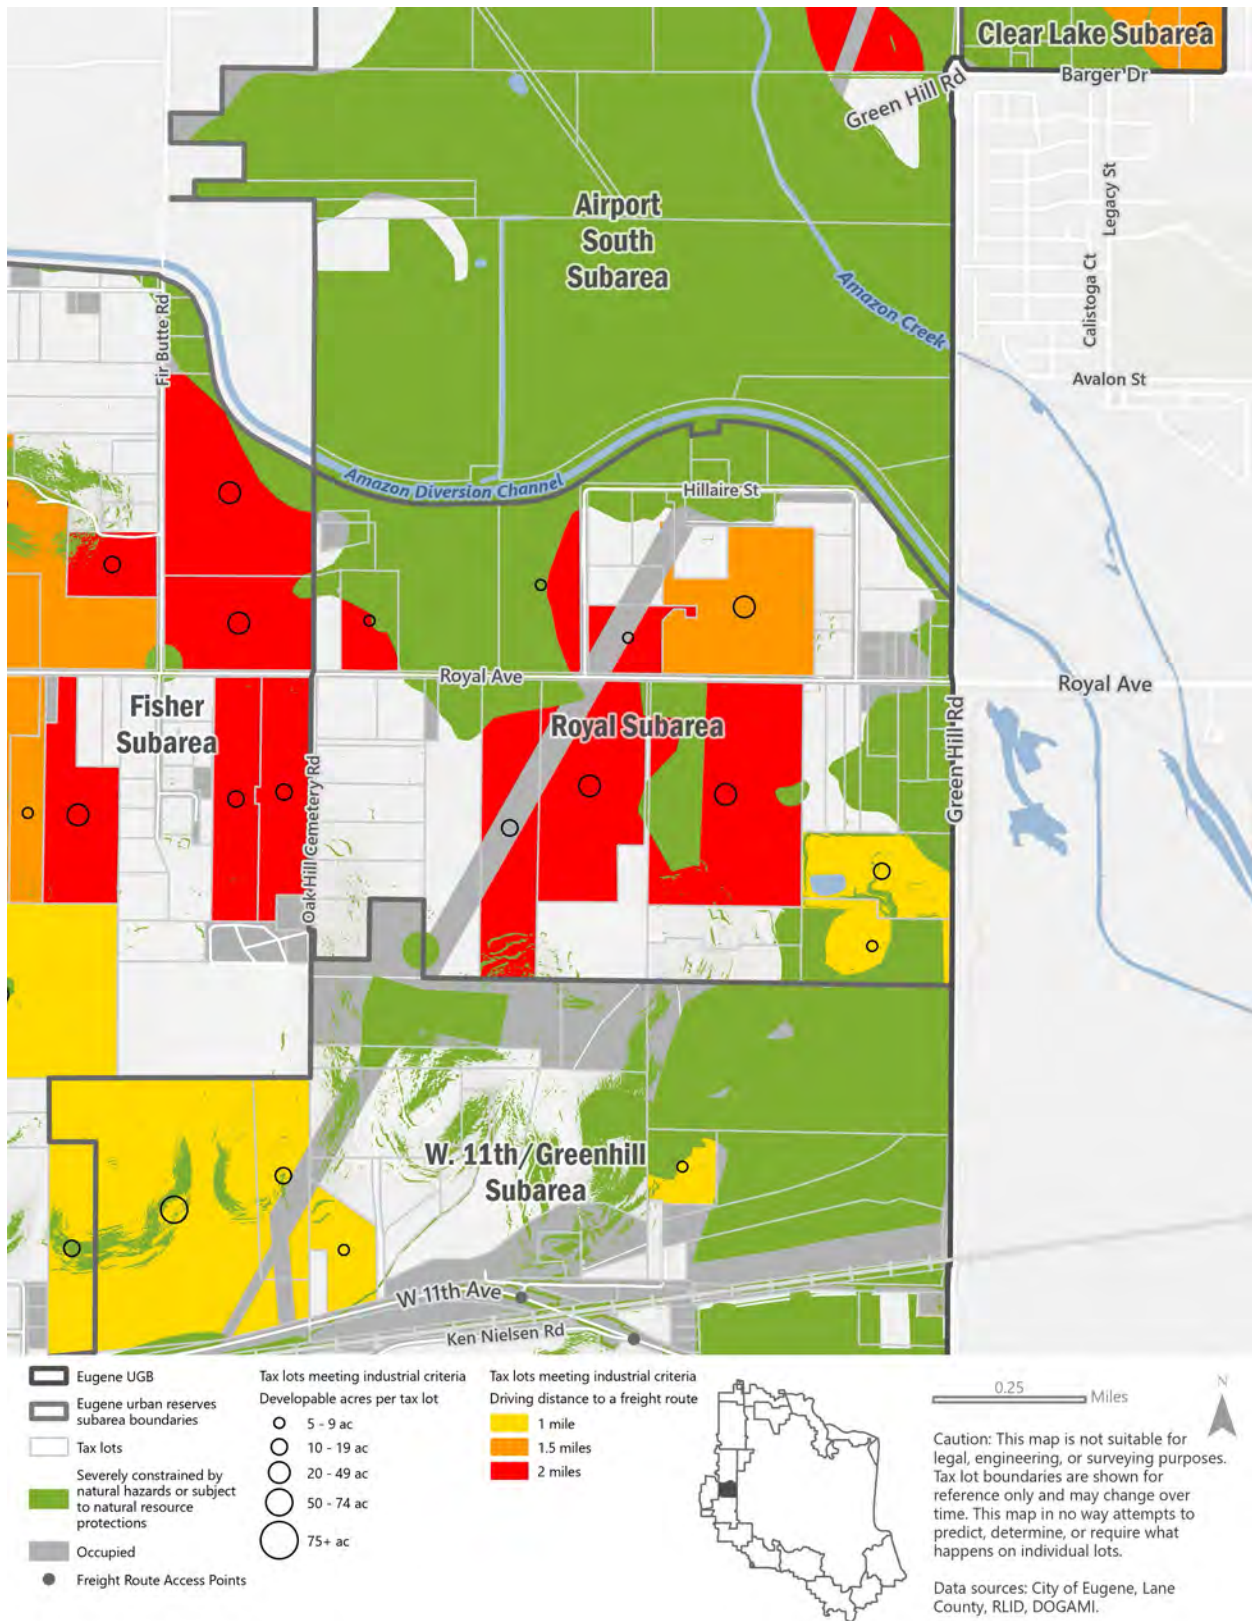 Clear Lake Subarea
Barger Dr
Green Hill Rd
Legacy St
Airport
South
Subarea
Calistoga Ct
Amazon Creek
Fir Butte Rd
Avalon St
Amazon Diversion Channel
Hillaire St
Royal Ave
Royal Ave
Fisher
Subarea
Royal Subarea
Green Hill Rd
Oak Hill Cemetery Rd
W. 11th/Greenhill
Subarea
W 11th Ave
Ken Nielsen Rd
Eugene UGB
Eugene urban reserves
subarea boundaries
Tax lots
Severely constrained by
natural hazards or subject
to natural resource
protections
Occupied
Freight Route Access Points
Tax lots meeting industrial criteria
Developable acres per tax lot
5 - 9 ac
10 - 19 ac
20 - 49 ac
50 - 74 ac
75+ ac
Tax lots meeting industrial criteria
Driving distance to a freight route
1 mile
1.5 miles
2 miles
0.25
Miles
N
Caution: This map is not suitable for
legal, engineering, or surveying purposes.
Tax lot boundaries are shown for
reference only and may change over
time. This map in no way attempts to
predict, determine, or require what
happens on individual lots.
Data sources: City of Eugene, Lane
County, RLID, DOGAMI.